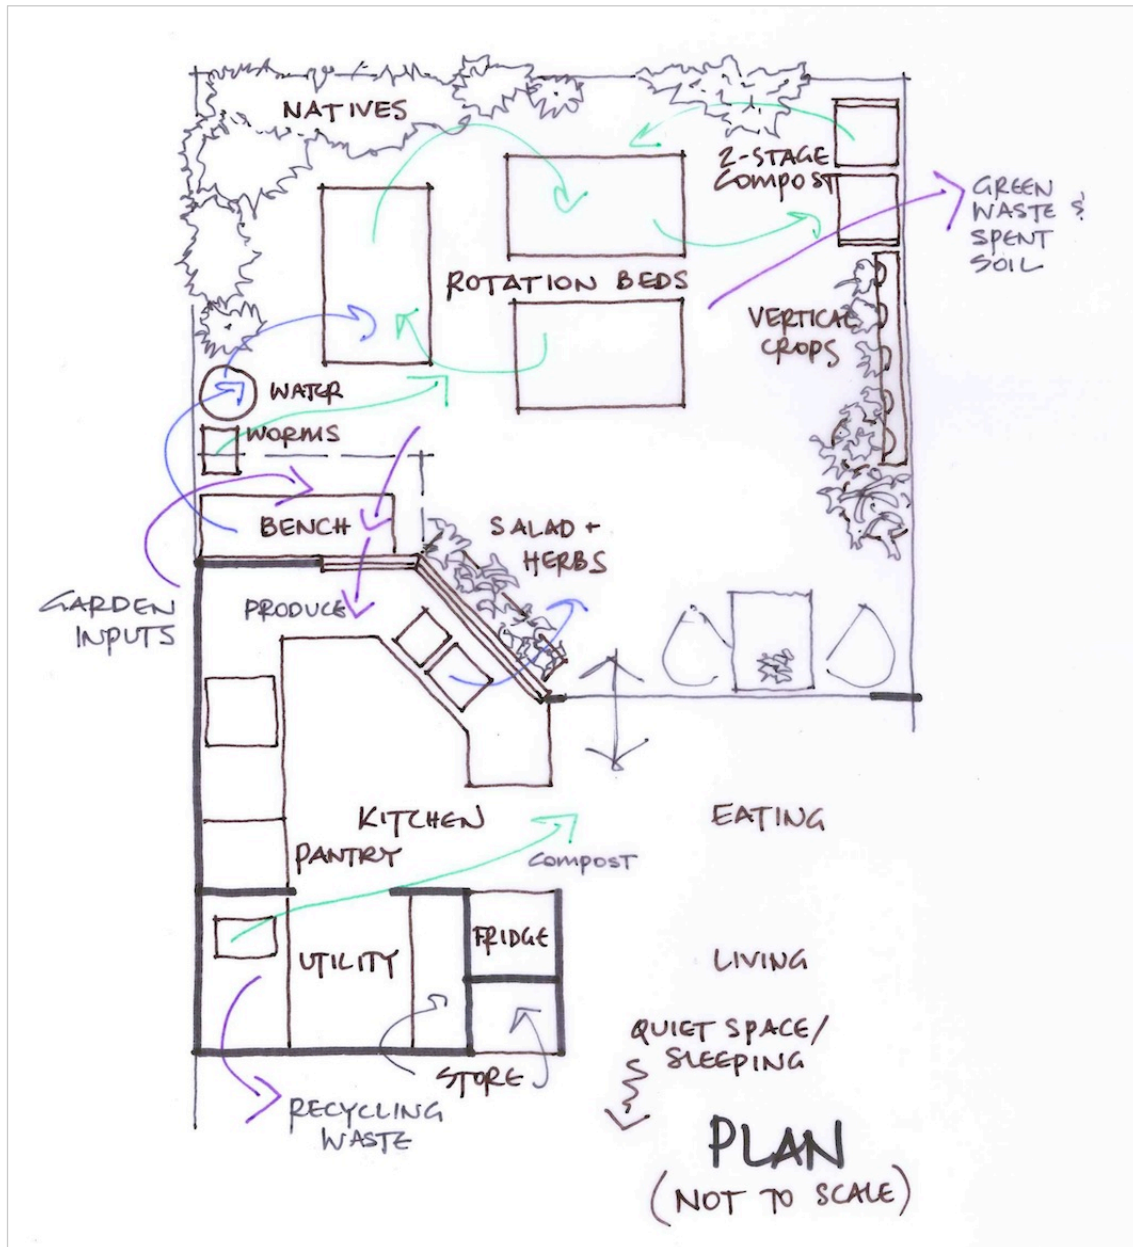 NATIVES
2-STAGE
COMPOST
GREEN
WASTE &
SPENT
SOIL
ROTATION BEDS
VERTICAL
CROPS
WATER
WORMS
BENCH
SALAD +
HERBS
GARDEN
INPUTS
PRODUCE
KITCHEN
EATING
PANTRY
COMPOST
FRIDGE
UTILITY
LIVING
QUIET SPACE/
SLEEPING
STORE
RECYCLING
WASTE
PLAN
(NOT TO SCALE)